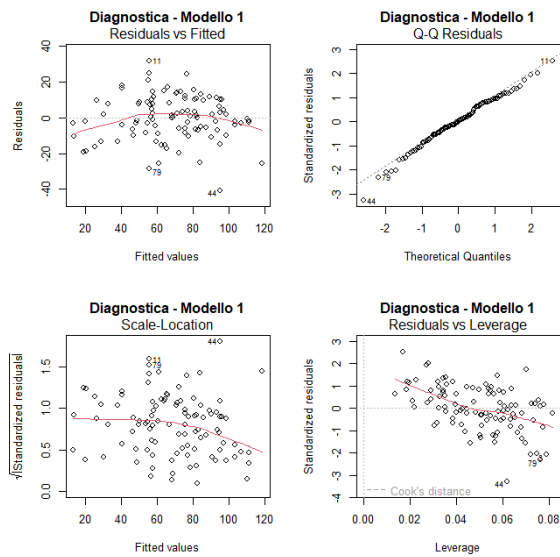 Diagnostica - Modello 1
Residuals vs Fitted
Residuals
40
20
0
-20
-40
11
79
44
20 40 60 80 100 120
Fitted values
Diagnostica - Modello 1
Q-Q Residuals
Standardized residuals
3
2
1
0
-1
-2
-3
11
79
44
-2 -1 0 1 2
Theoretical Quantiles
Diagnostica - Modello 1
Scale-Location
√|Standardized residuals|
1.5
1.0
0.5
0.0
44
11
79
20 40 60 80 100 120
Fitted values
Diagnostica - Modello 1
Residuals vs Leverage
Standardized residuals
3
2
1
0
-1
-2
-3
-4
79
44
Cook's distance
0.00 0.02 0.04 0.06 0.08
Leverage